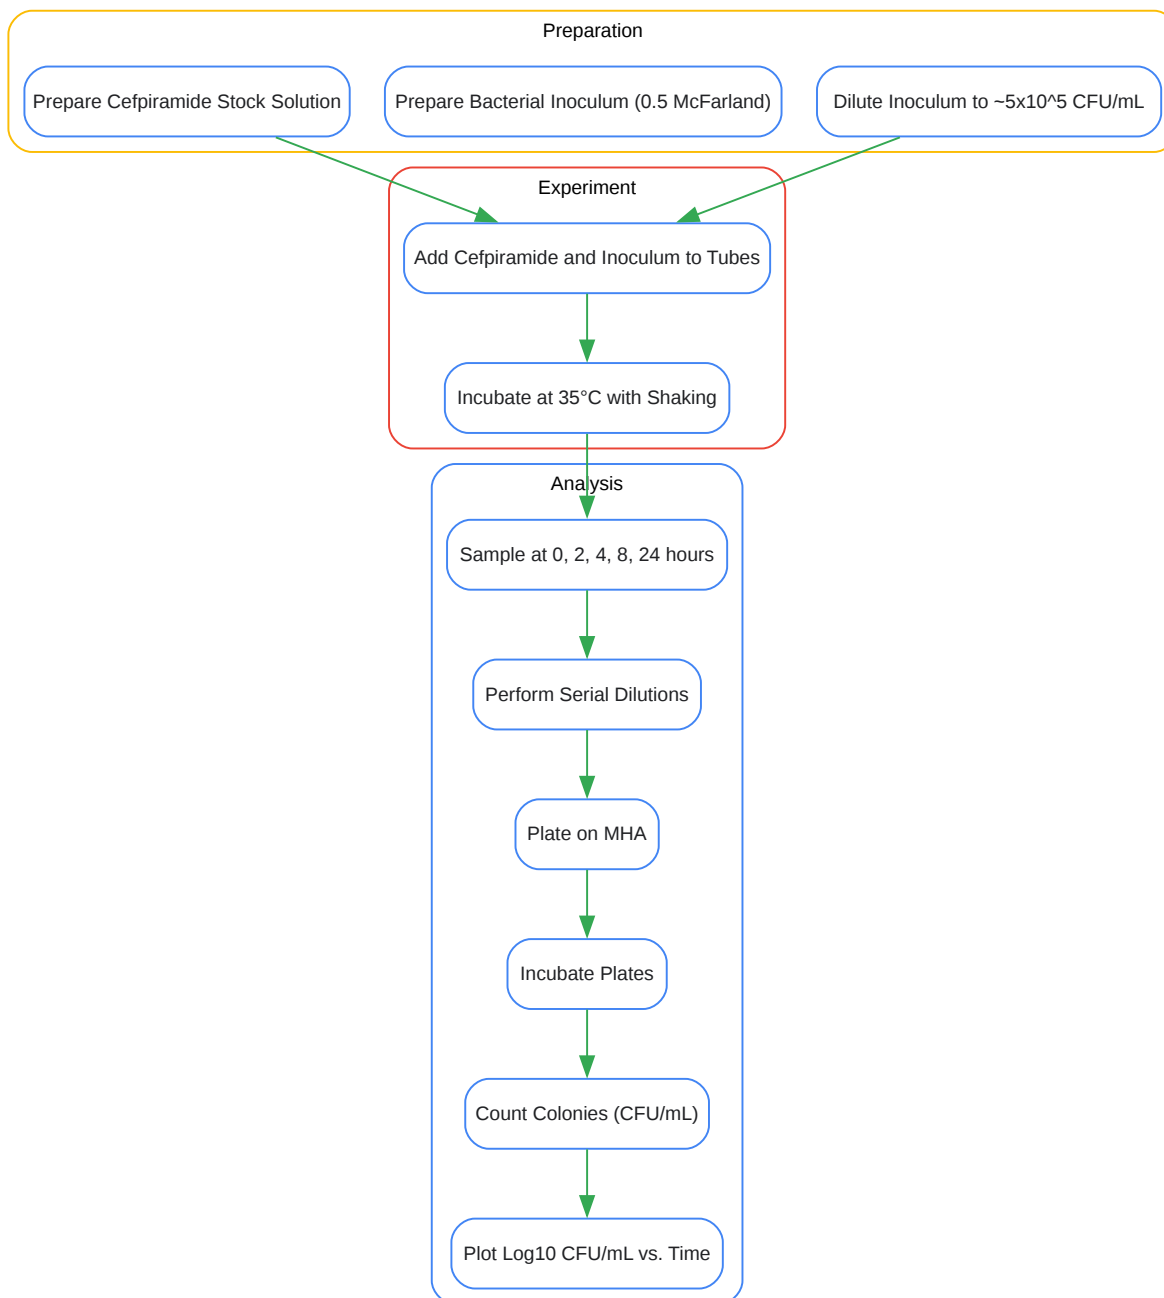 Preparation
Prepare Cefpiramide Stock Solution
Prepare Bacterial Inoculum (0.5 McFarland)
Dilute Inoculum to ~5x10^5 CFU/mL
Experiment
Add Cefpiramide and Inoculum to Tubes
Incubate at 35°C with Shaking
Analysis
Sample at 0, 2, 4, 8, 24 hours
Perform Serial Dilutions
Plate on MHA
Incubate Plates
Count Colonies (CFU/mL)
Plot Log10 CFU/mL vs. Time